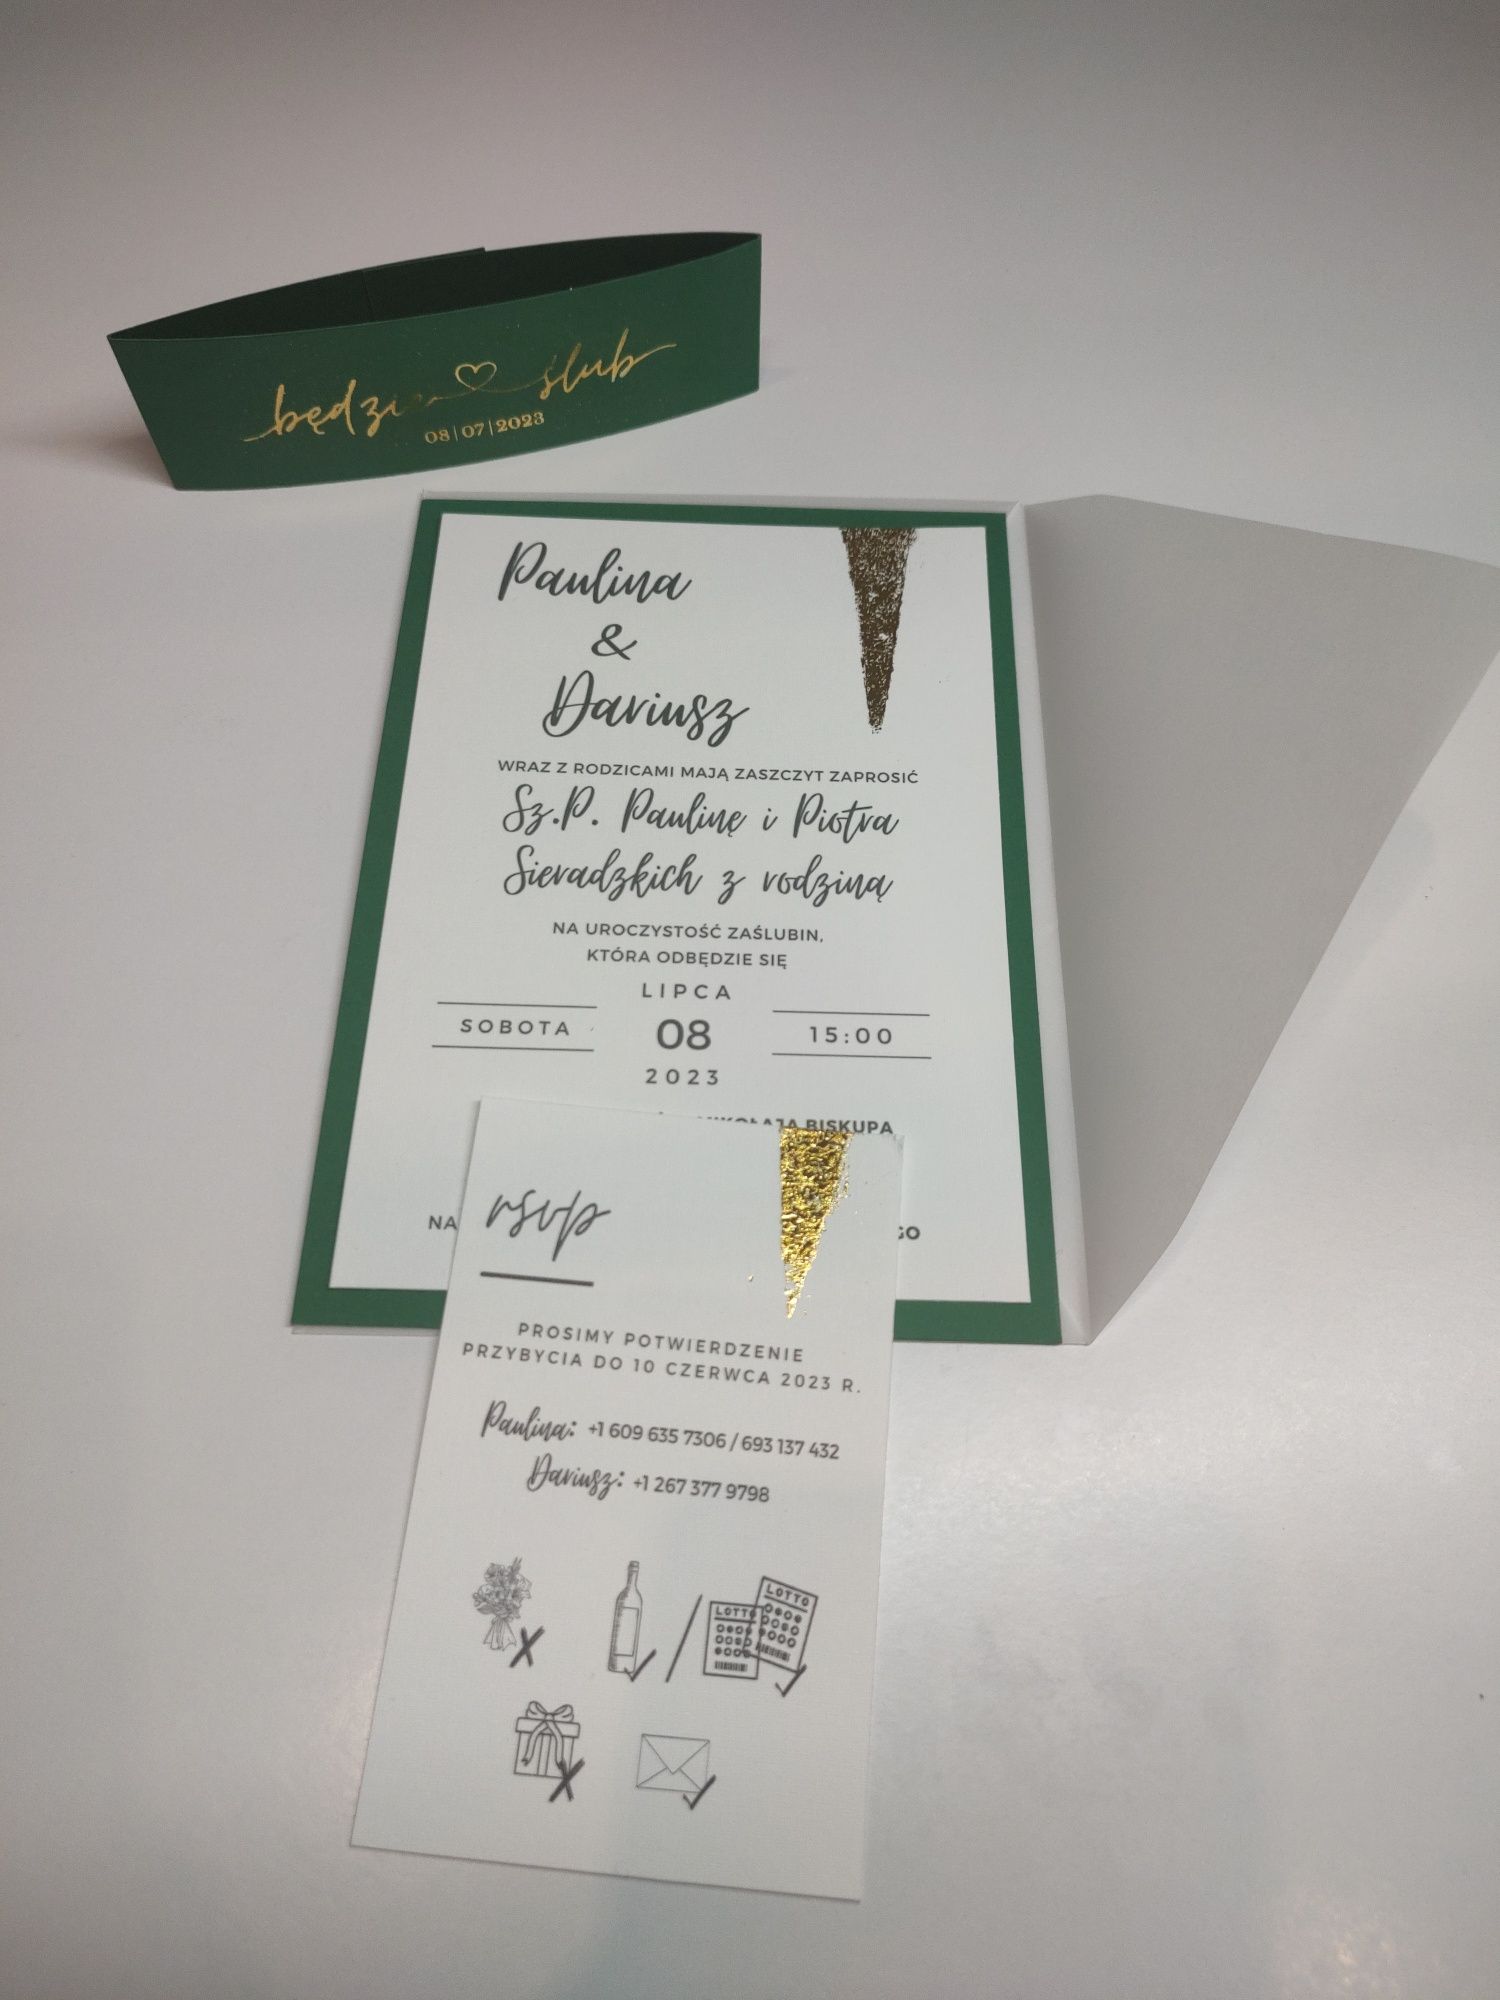 będzie ślub
08|07|2023
Paulina
&
Dariusz
WRAZ Z RODZICAMI MAJĄ ZASZCZYT ZAPROSIĆ
Sz.P. Paulinę i Piotra
Sieradzkich z rodziną
NA UROCZYSTOŚĆ ZAŚLUBIN,
KTÓRA ODBĘDZIE SIĘ
LIPCA
SOBOTA 08 15:00
2023
MIKOŁAJA BISKUPA
NA
GO
rsvp
PROSIMY POTWIERDZENIE
PRZYBYCIA DO 10 CZERWCA 2023 R.
Paulina: +1 609 635 7306 / 693 137 432
Dariusz: +1 267 377 9798
LOTTO
LOTTO